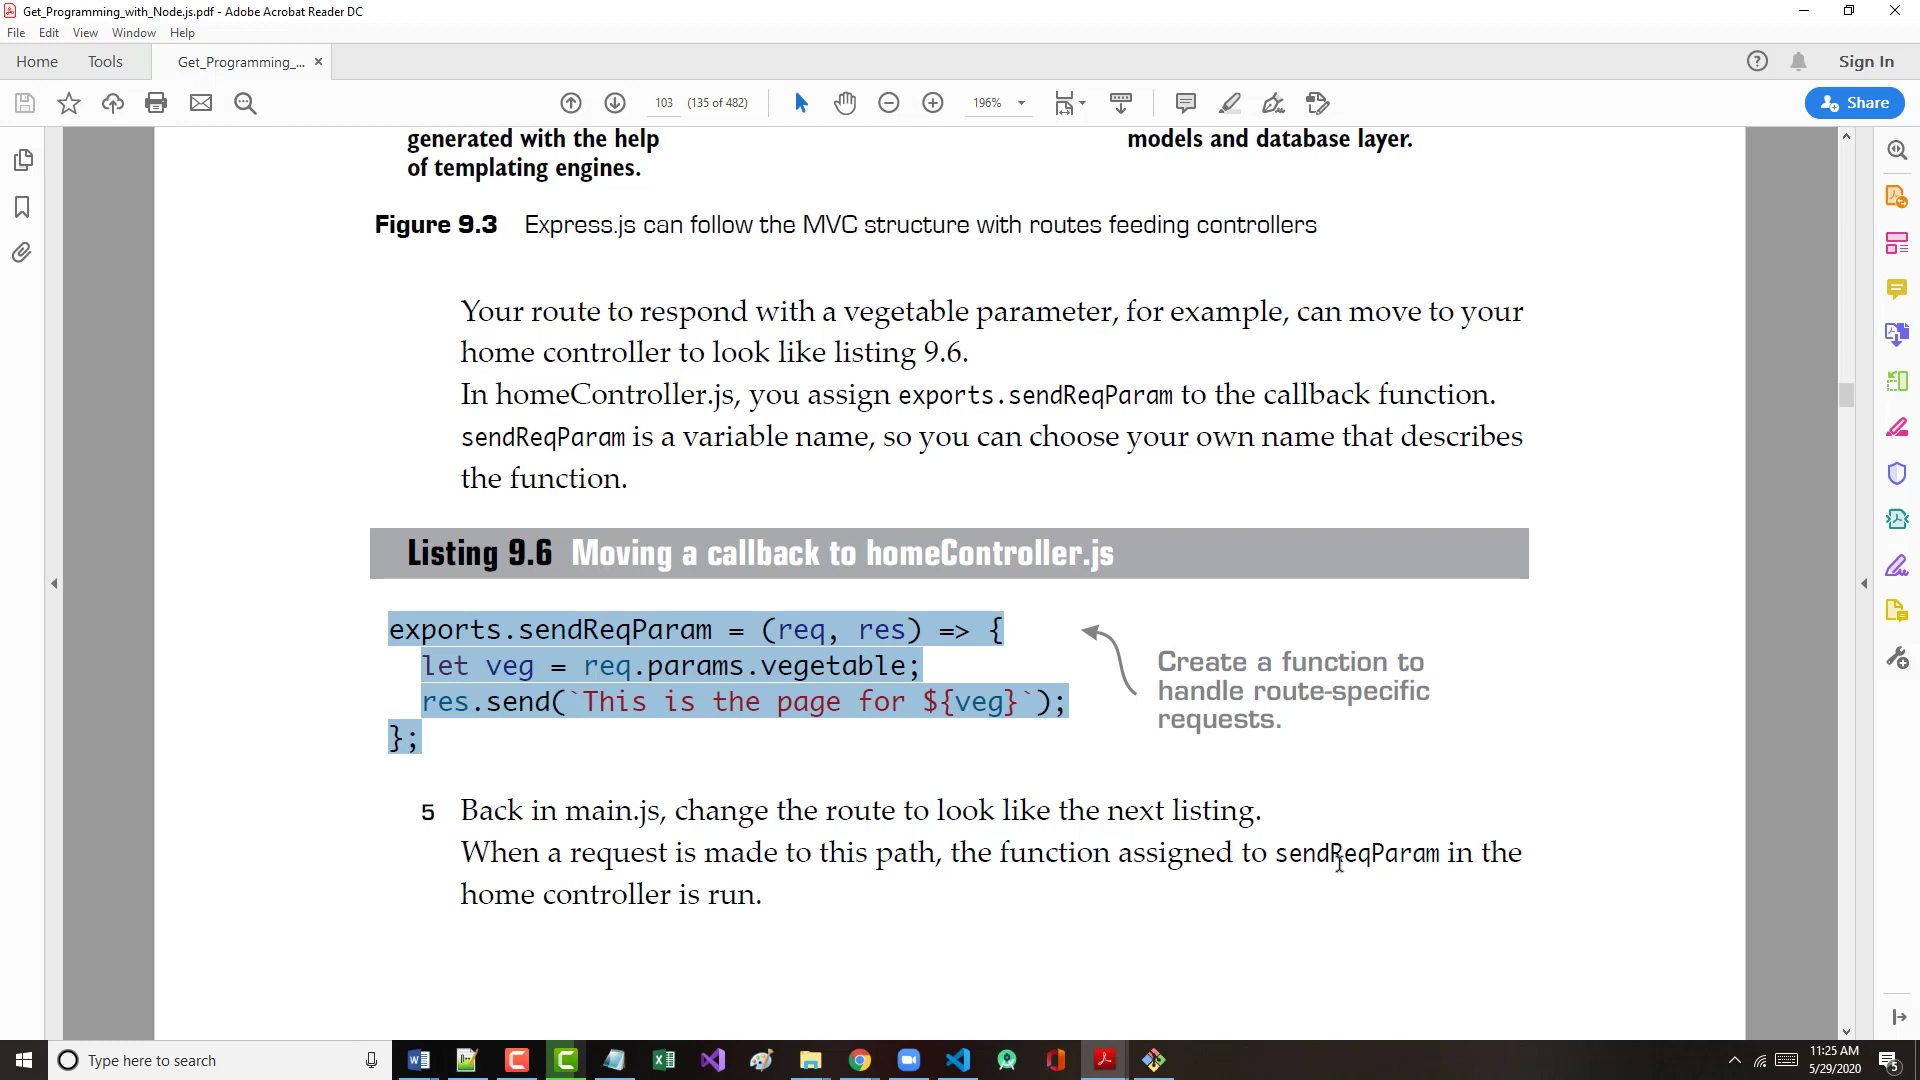 Get_Programming_with_Node.js.pdf - Adobe Acrobat Reader DC
File Edit View Window Help
Home Tools Get_Programming_... × Sign In
103 (135 of 482) 196% Share
generated with the help
of templating engines.
models and database layer.
Figure 9.3 Express.js can follow the MVC structure with routes feeding controllers
Your route to respond with a vegetable parameter, for example, can move to your
home controller to look like listing 9.6.
In homeController.js, you assign exports.sendReqParam to the callback function.
sendReqParam is a variable name, so you can choose your own name that describes
the function.
Listing 9.6 Moving a callback to homeController.js
exports.sendReqParam = (req, res) => {
let veg = req.params.vegetable;
res.send(`This is the page for ${veg}`);
};
Create a function to
handle route-specific
requests.
5 Back in main.js, change the route to look like the next listing.
When a request is made to this path, the function assigned to sendReqParam in the
home controller is run.
Type here to search
11:25 AM
5/29/2020
5